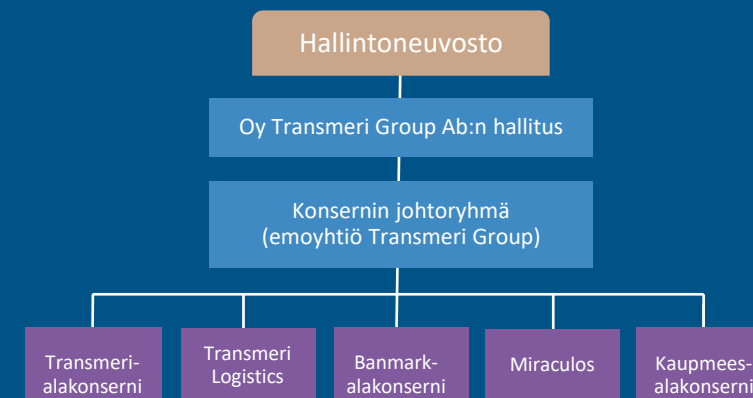 Hallintoneuvosto
Oy Transmeri Group Ab:n hallitus
Konsernin johtoryhmä
(emoyhtiö Transmeri Group)
Transmeri-
alakonserni
Transmeri
Logistics
Banmark-
alakonserni
Miraculos
Kaupmees-
alakonserni